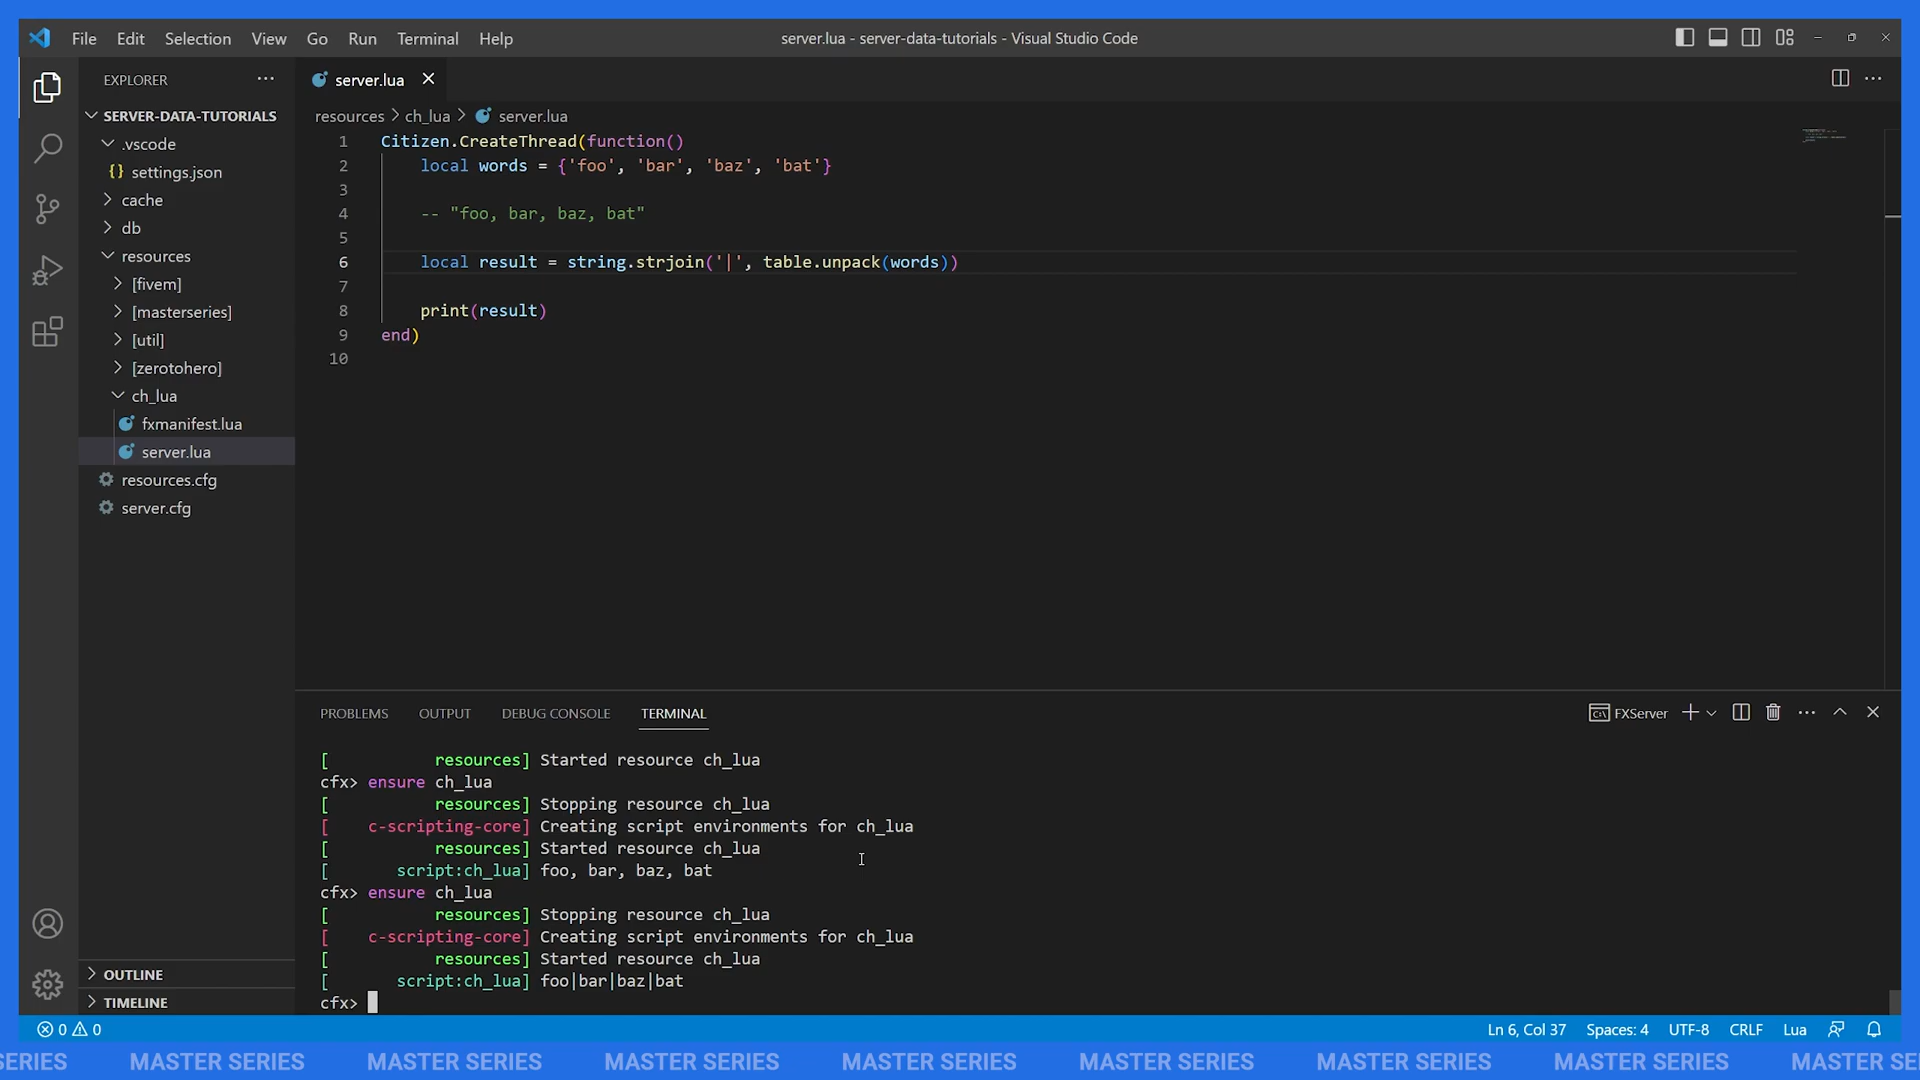 File Edit Selection View Go Run Terminal Help
server.lua - server-data-tutorials - Visual Studio Code
EXPLORER
SERVER-DATA-TUTORIALS
.vscode
{} settings.json
cache
db
resources
[fivem]
[masterseries]
[util]
[zerotohero]
ch_lua
fxmanifest.lua
server.lua
resources.cfg
server.cfg
OUTLINE
TIMELINE
server.lua
resources > ch_lua > server.lua
1 Citizen.CreateThread(function()
2 local words = {'foo', 'bar', 'baz', 'bat'}
3
4 -- "foo, bar, baz, bat"
5
6 local result = string.strjoin('|', table.unpack(words))
7
8 print(result)
9 end)
10
PROBLEMS OUTPUT DEBUG CONSOLE TERMINAL
FXServer
[ resources] Started resource ch_lua
cfx> ensure ch_lua
[ resources] Stopping resource ch_lua
[ c-scripting-core] Creating script environments for ch_lua
[ resources] Started resource ch_lua
[ script:ch_lua] foo, bar, baz, bat
cfx> ensure ch_lua
[ resources] Stopping resource ch_lua
[ c-scripting-core] Creating script environments for ch_lua
[ resources] Started resource ch_lua
[ script:ch_lua] foo|bar|baz|bat
cfx>
0 0
Ln 6, Col 37 Spaces: 4 UTF-8 CRLF Lua
SERIES MASTER SERIES MASTER SERIES MASTER SERIES MASTER SERIES MASTER SERIES MASTER SERIES MASTER SERIES MASTER SE